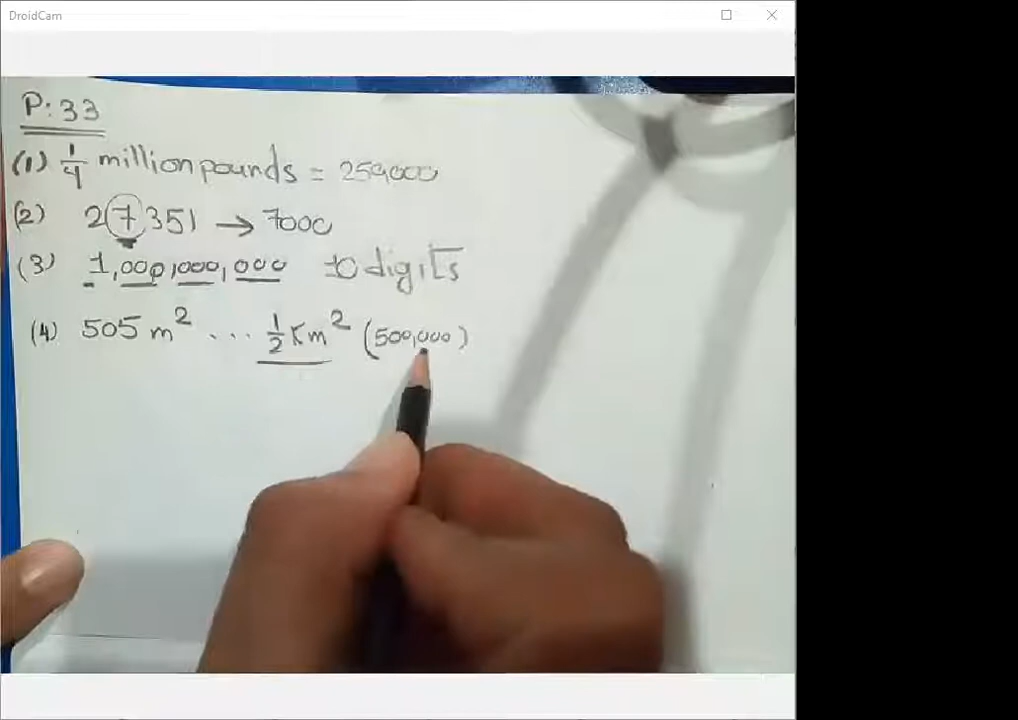 DroidCam
P: 33
(1) 1/4 million pounds = 250,000
(2) 27351 → 7000
(3) 1,000,000,000 10 digits
(4) 505 m² ... 1/2 Km² (500,000)